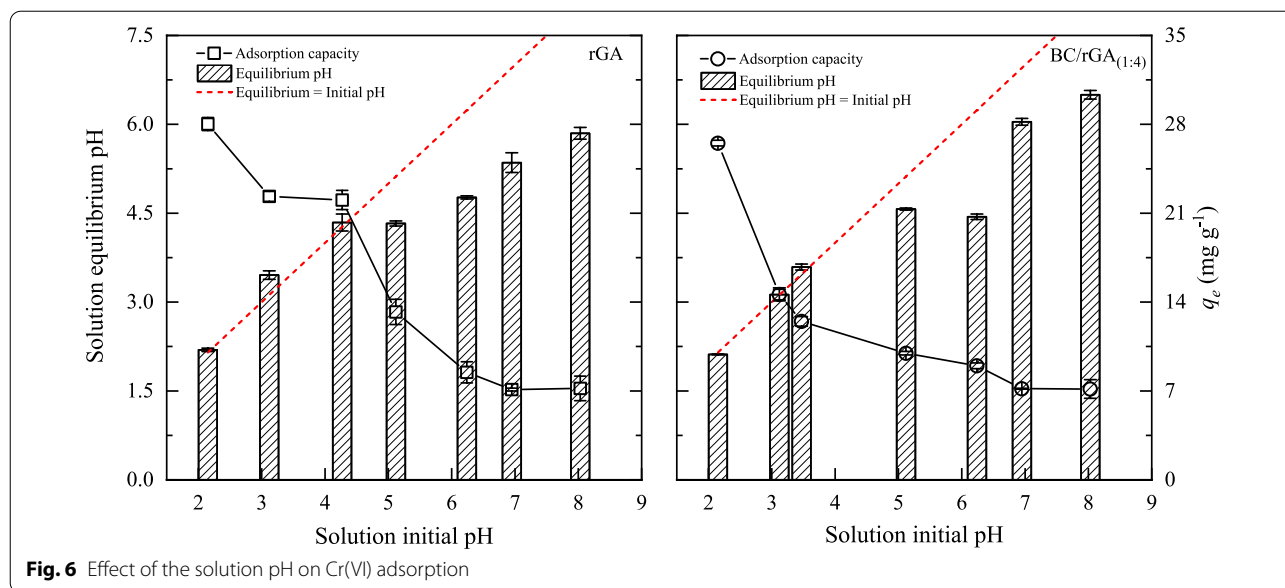 7.5
6.0
4.5
3.0
1.5
0.0
Solution equilibrium pH
rGA
Adsorption capacity
Equilibrium pH
Equilibrium = Initial pH
2 3 4 5 6 7 8 9
Solution initial pH
BC/rGA(1:4)
Adsorption capacity
Equilibrium pH
Equilibrium pH = Initial pH
2 3 4 5 6 7 8 9
Solution initial pH
35
28
21
14
7
0
qe (mg g-1)
Fig. 6 Effect of the solution pH on Cr(VI) adsorption